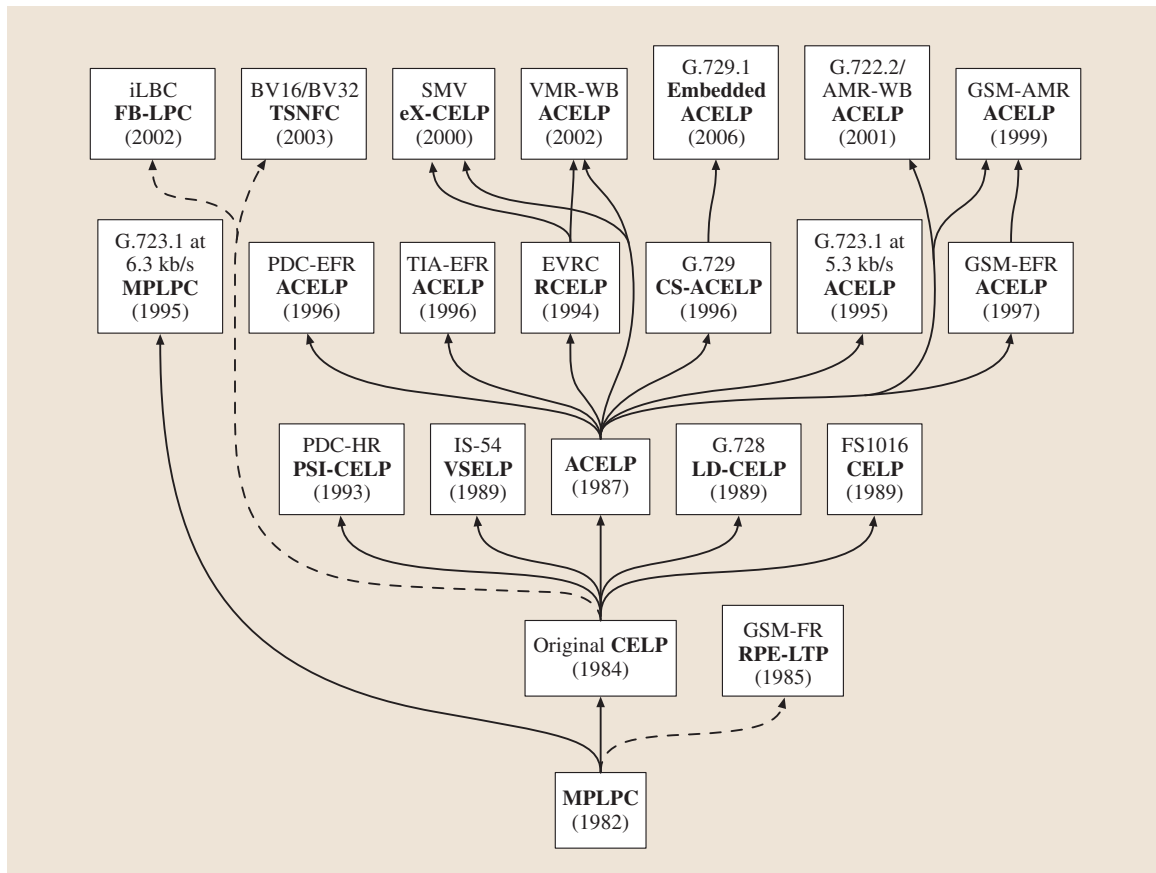 iLBC
FB-LPC
(2002)
BV16/BV32
TSNFC
(2003)
SMV
eX-CELP
(2000)
VMR-WB
ACELP
(2002)
G.729.1
Embedded
ACELP
(2006)
G.722.2/
AMR-WB
ACELP
(2001)
GSM-AMR
ACELP
(1999)
G.723.1 at
6.3 kb/s
MPLPC
(1995)
PDC-EFR
ACELP
(1996)
TIA-EFR
ACELP
(1996)
EVRC
RCELP
(1994)
G.729
CS-ACELP
(1996)
G.723.1 at
5.3 kb/s
ACELP
(1995)
GSM-EFR
ACELP
(1997)
PDC-HR
PSI-CELP
(1993)
IS-54
VSELP
(1989)
ACELP
(1987)
G.728
LD-CELP
(1989)
FS1016
CELP
(1989)
Original CELP
(1984)
GSM-FR
RPE-LTP
(1985)
MPLPC
(1982)